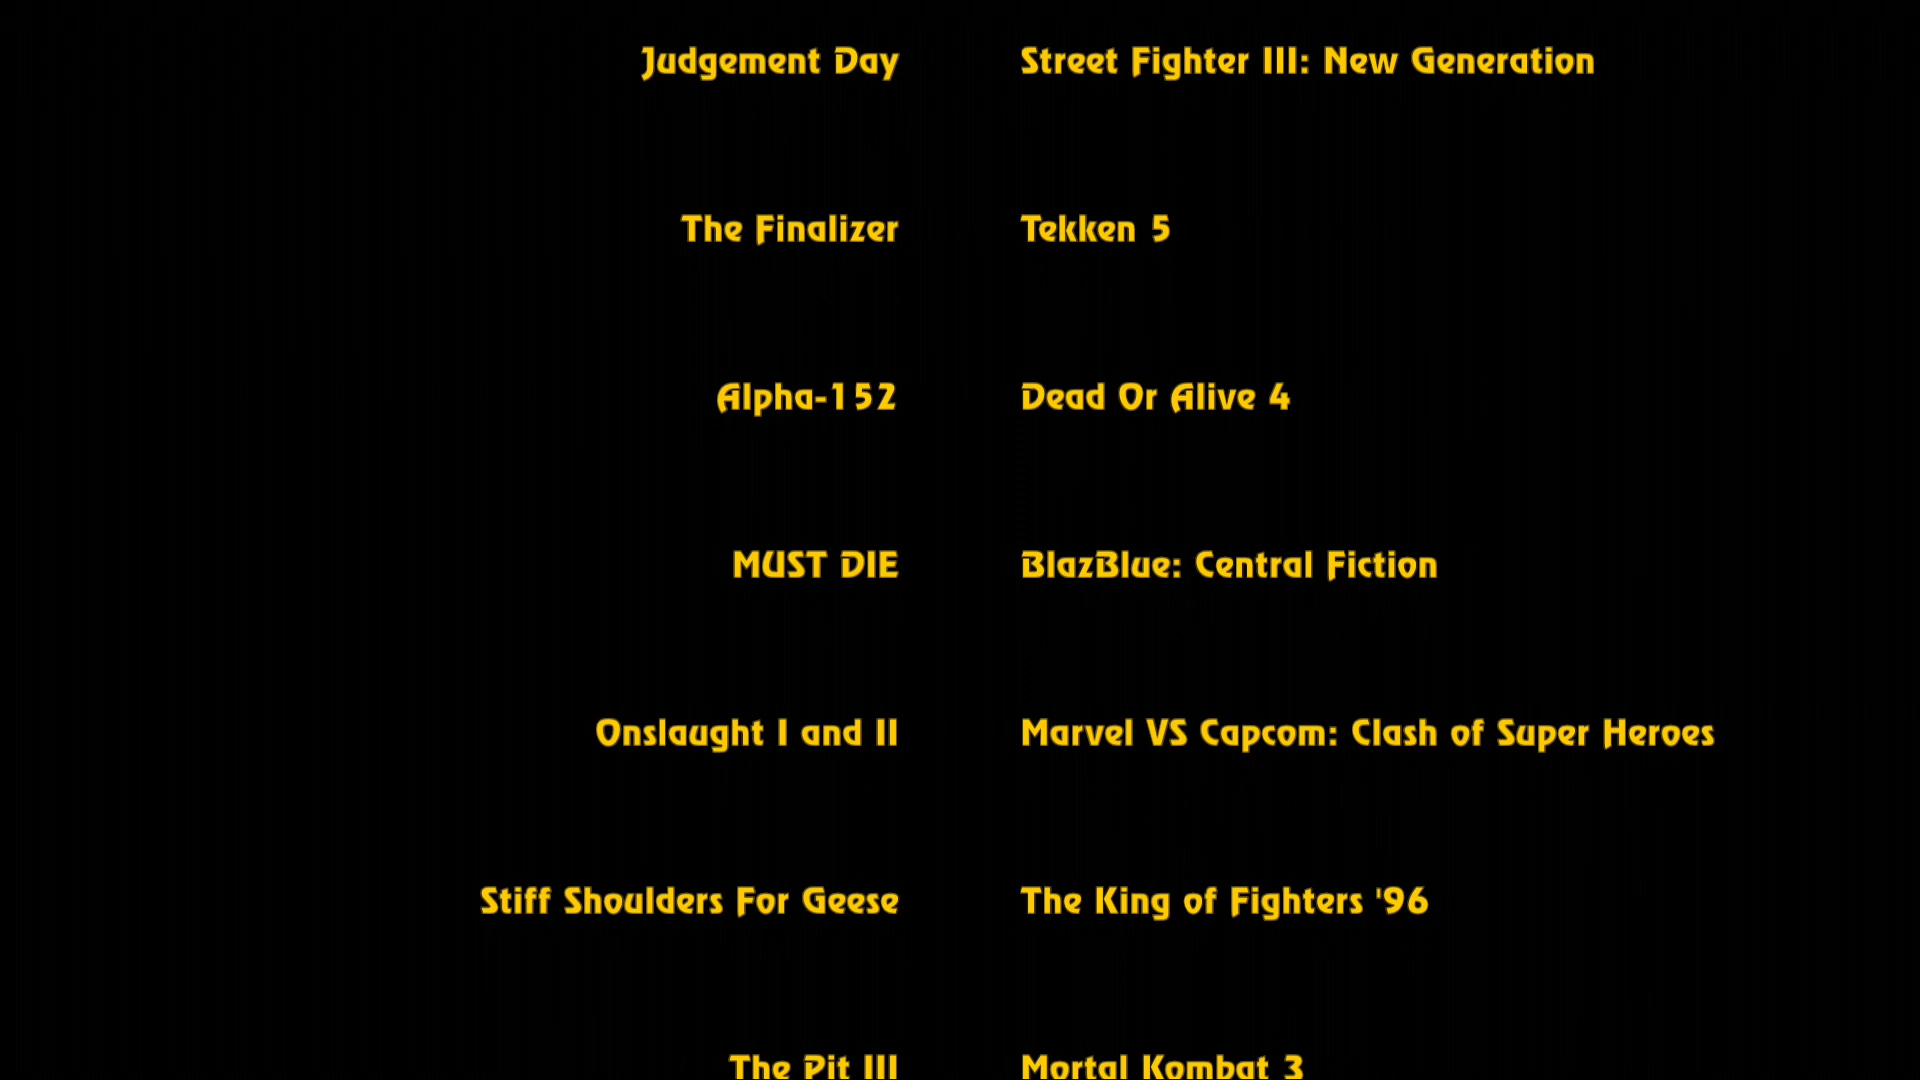 Judgement Day Street Fighter III: New Generation
The Finalizer Tekken 5
Alpha-152 Dead Or Alive 4
MUST DIE BlazBlue: Central Fiction
Onslaught I and II Marvel VS Capcom: Clash of Super Heroes
Stiff Shoulders For Geese The King of Fighters '96
The Pit III Mortal Kombat 3